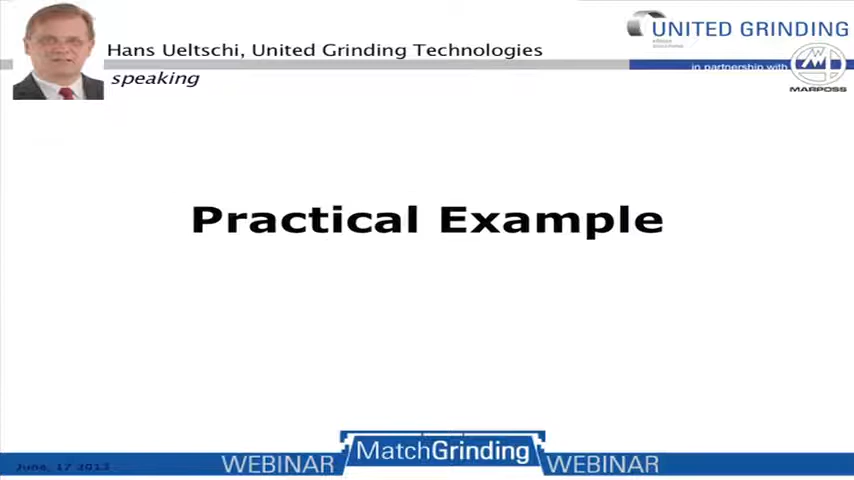 UNITED GRINDING
Hans Ueltschi, United Grinding Technologies
in partnership with
speaking
MARPOSS
Practical Example
MatchGrinding
WEBINAR
WEBINAR
June, 17 2013